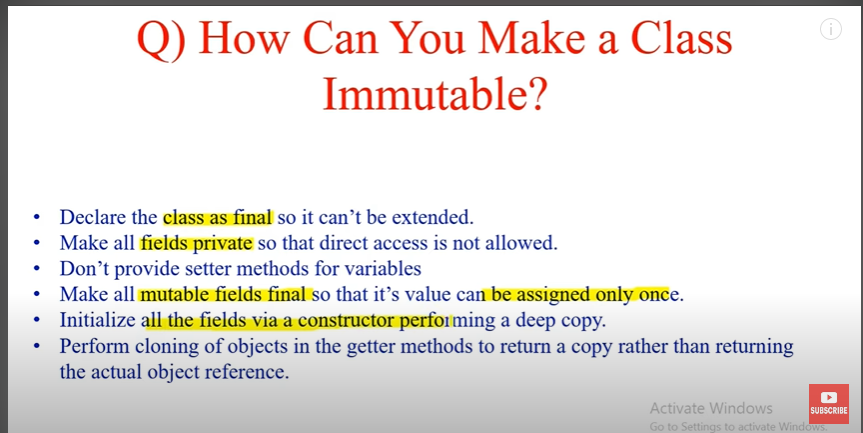 Q) How Can You Make a Class
Immutable?
• Declare the class as final so it can’t be extended.
• Make all fields private so that direct access is not allowed.
• Don’t provide setter methods for variables
• Make all mutable fields final so that it’s value can be assigned only once.
• Initialize all the fields via a constructor performing a deep copy.
• Perform cloning of objects in the getter methods to return a copy rather than returning
the actual object reference.
Activate Windows
Go to Settings to activate Windows.
SUBSCRIBE